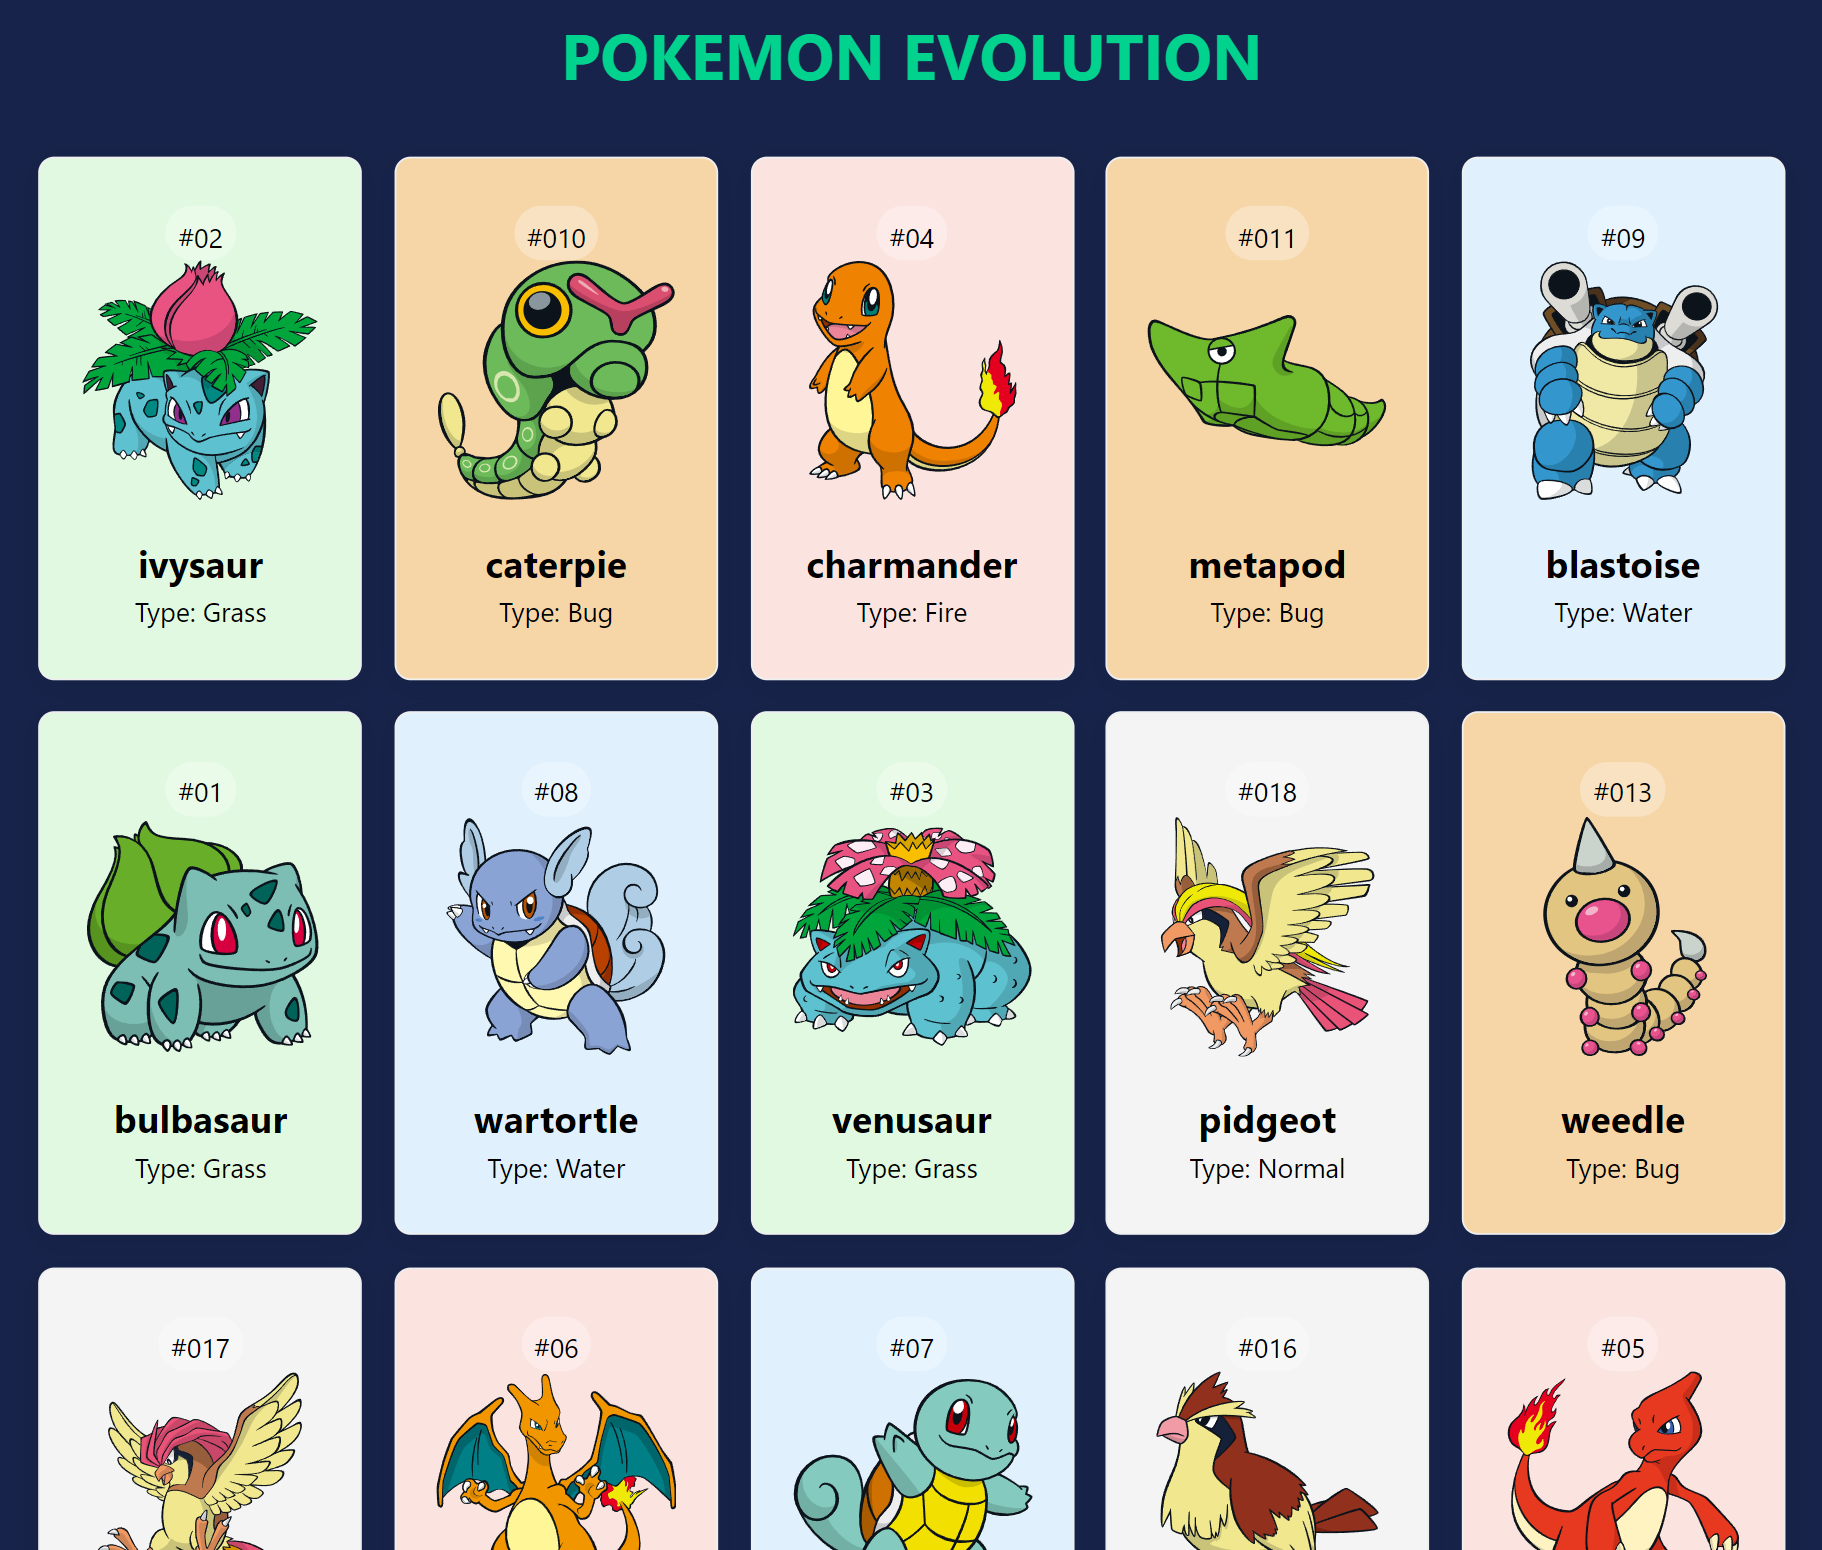 POKEMON EVOLUTION
#02
ivysaur
Type: Grass
#010
caterpie
Type: Bug
#04
charmander
Type: Fire
#011
metapod
Type: Bug
#09
blastoise
Type: Water
#01
bulbasaur
Type: Grass
#08
wartortle
Type: Water
#03
venusaur
Type: Grass
#018
pidgeot
Type: Normal
#013
weedle
Type: Bug
#017
#06
#07
#016
#05